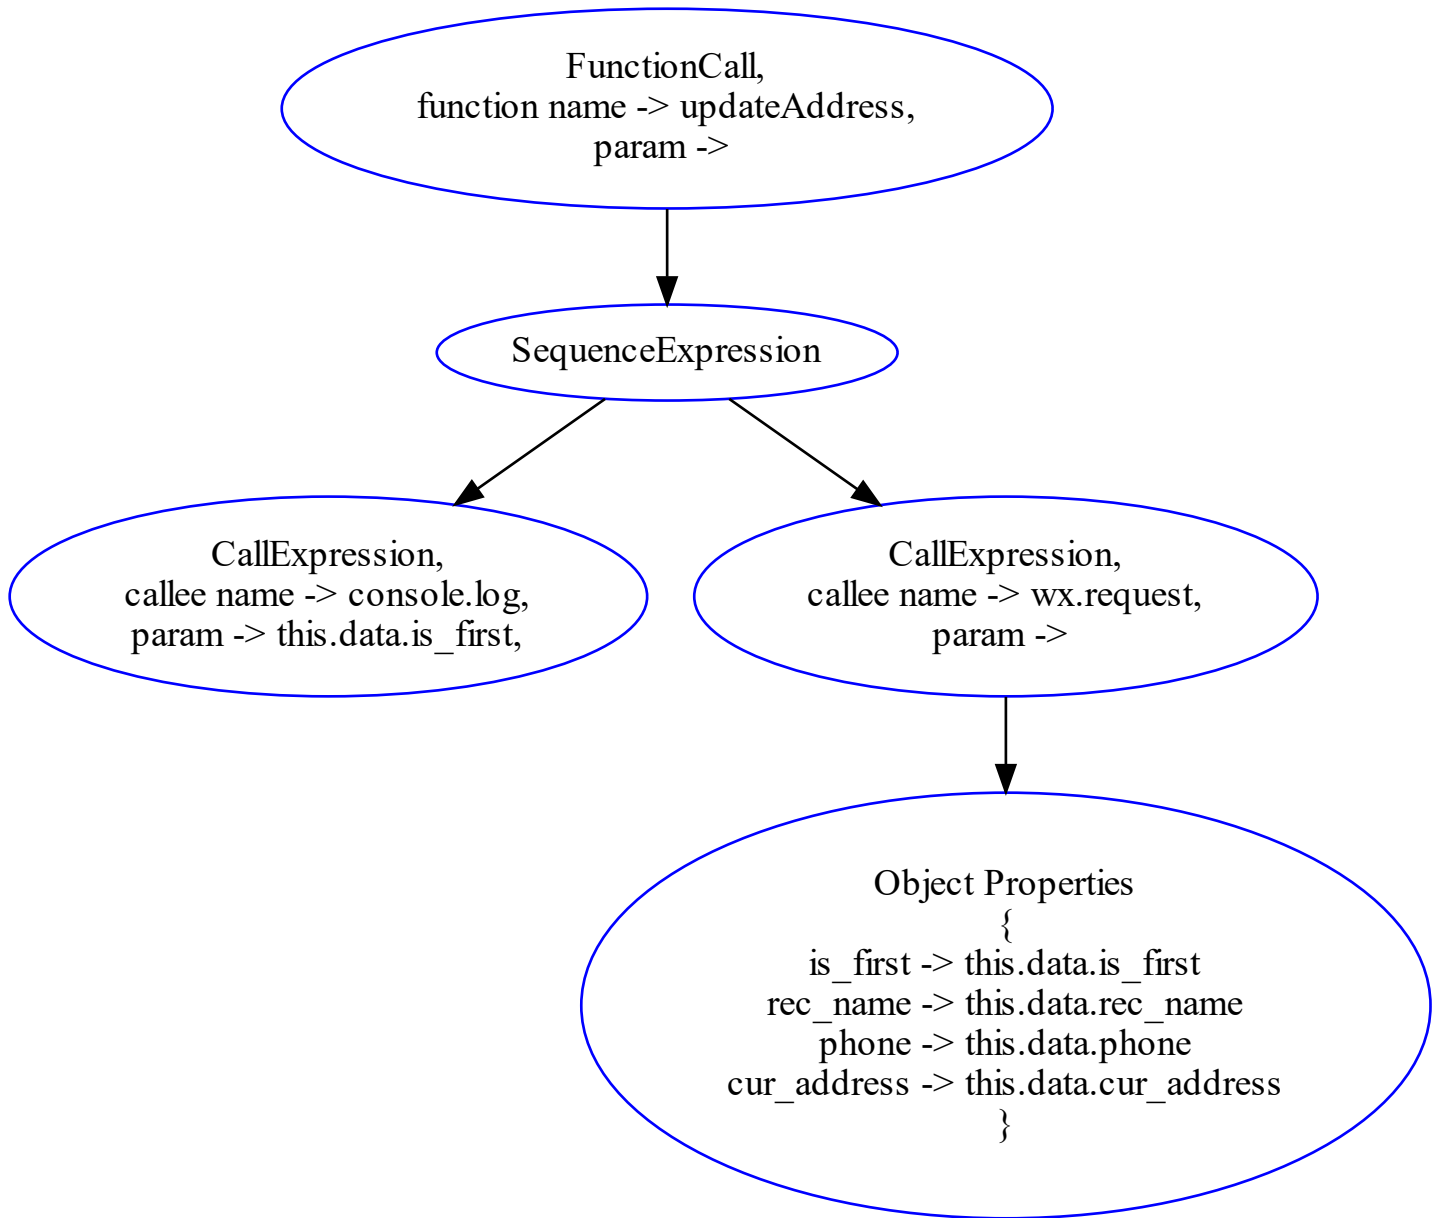 FunctionCall,
function name -> updateAddress,
param ->
SequenceExpression
CallExpression,
callee name -> console.log,
param -> this.data.is_first,
CallExpression,
callee name -> wx.request,
param ->
Object Properties
{
is_first -> this.data.is_first
rec_name -> this.data.rec_name
phone -> this.data.phone
cur_address -> this.data.cur_address
}